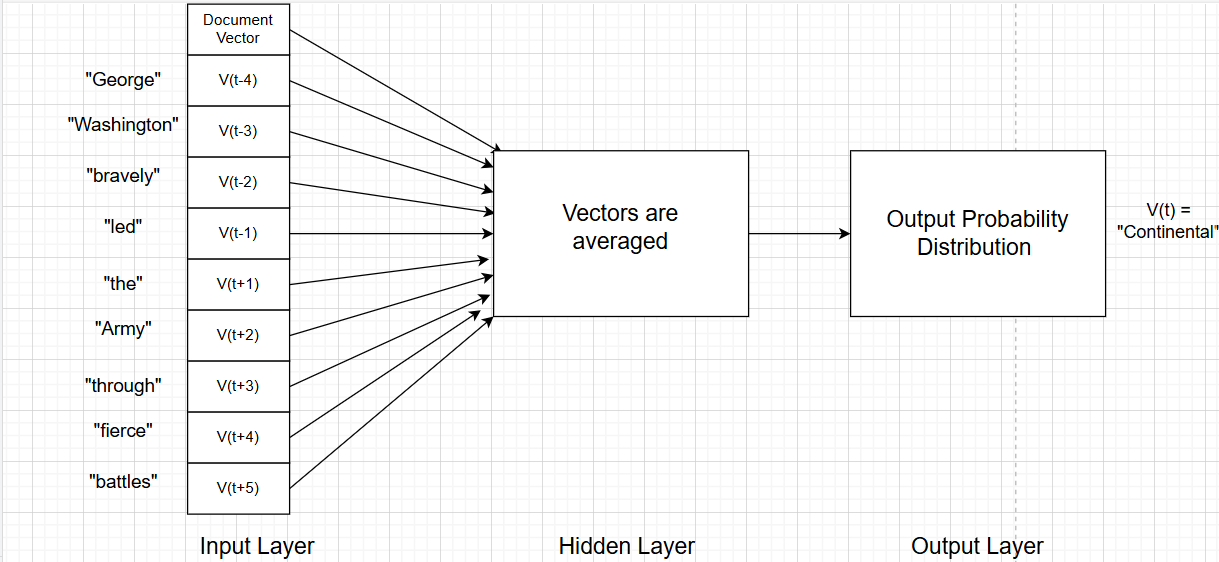 Document
Vector
"George"
V(t-4)
"Washington"
V(t-3)
"bravely"
V(t-2)
"led"
V(t-1)
"the"
V(t+1)
"Army"
V(t+2)
"through"
V(t+3)
"fierce"
V(t+4)
"battles"
V(t+5)
Input Layer
Vectors are
averaged
Hidden Layer
Output Probability
Distribution
Output Layer
V(t) =
"Continental"